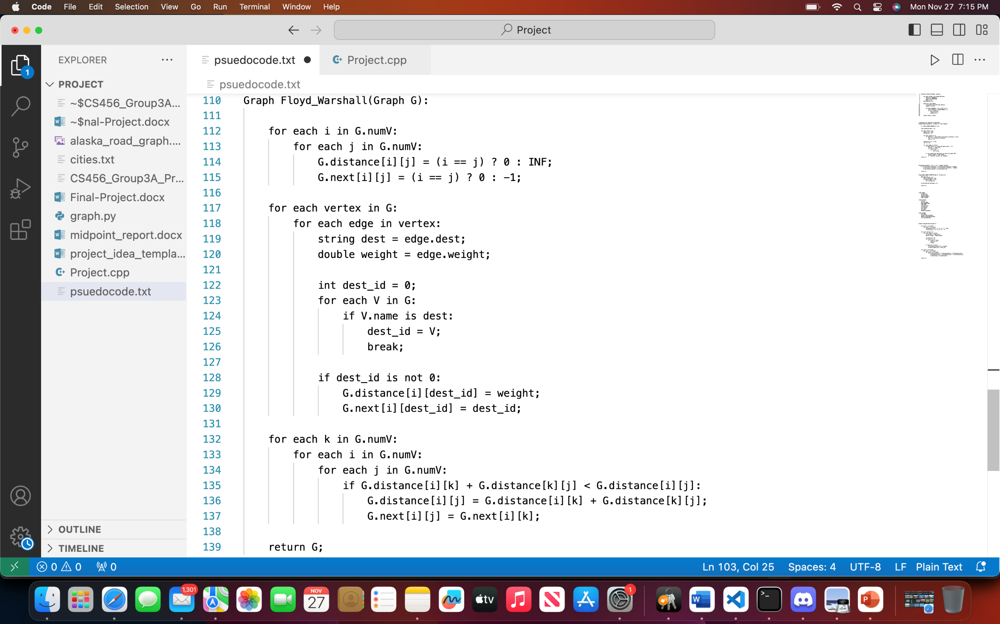 Code File Edit Selection View Go Run Terminal Window Help Mon Nov 27 7:15 PM
Project
EXPLORER
psuedocode.txt Project.cpp
1
PROJECT
psuedocode.txt
~$CS456_Group3A...
~$nal-Project.docx
alaska_road_graph....
cities.txt
CS456_Group3A_Pr...
Final-Project.docx
graph.py
midpoint_report.docx
project_idea_templa...
Project.cpp
psuedocode.txt
OUTLINE
TIMELINE
110 Graph Floyd_Warshall(Graph G):
111
112     for each i in G.numV:
113         for each j in G.numV:
114             G.distance[i][j] = (i == j) ? 0 : INF;
115             G.next[i][j] = (i == j) ? 0 : -1;
116
117     for each vertex in G:
118         for each edge in vertex:
119             string dest = edge.dest;
120             double weight = edge.weight;
121
122             int dest_id = 0;
123             for each V in G:
124                 if V.name is dest:
125                     dest_id = V;
126                     break;
127
128             if dest_id is not 0:
129                 G.distance[i][dest_id] = weight;
130                 G.next[i][dest_id] = dest_id;
131
132     for each k in G.numV:
133         for each i in G.numV:
134             for each j in G.numV:
135                 if G.distance[i][k] + G.distance[k][j] < G.distance[i][j]:
136                     G.distance[i][j] = G.distance[i][k] + G.distance[k][j];
137                     G.next[i][j] = G.next[i][k];
138
139     return G;
0 0 0 Ln 103, Col 25 Spaces: 4 UTF-8 LF Plain Text
1,301
NOV
27
tv
1
W
>_
P